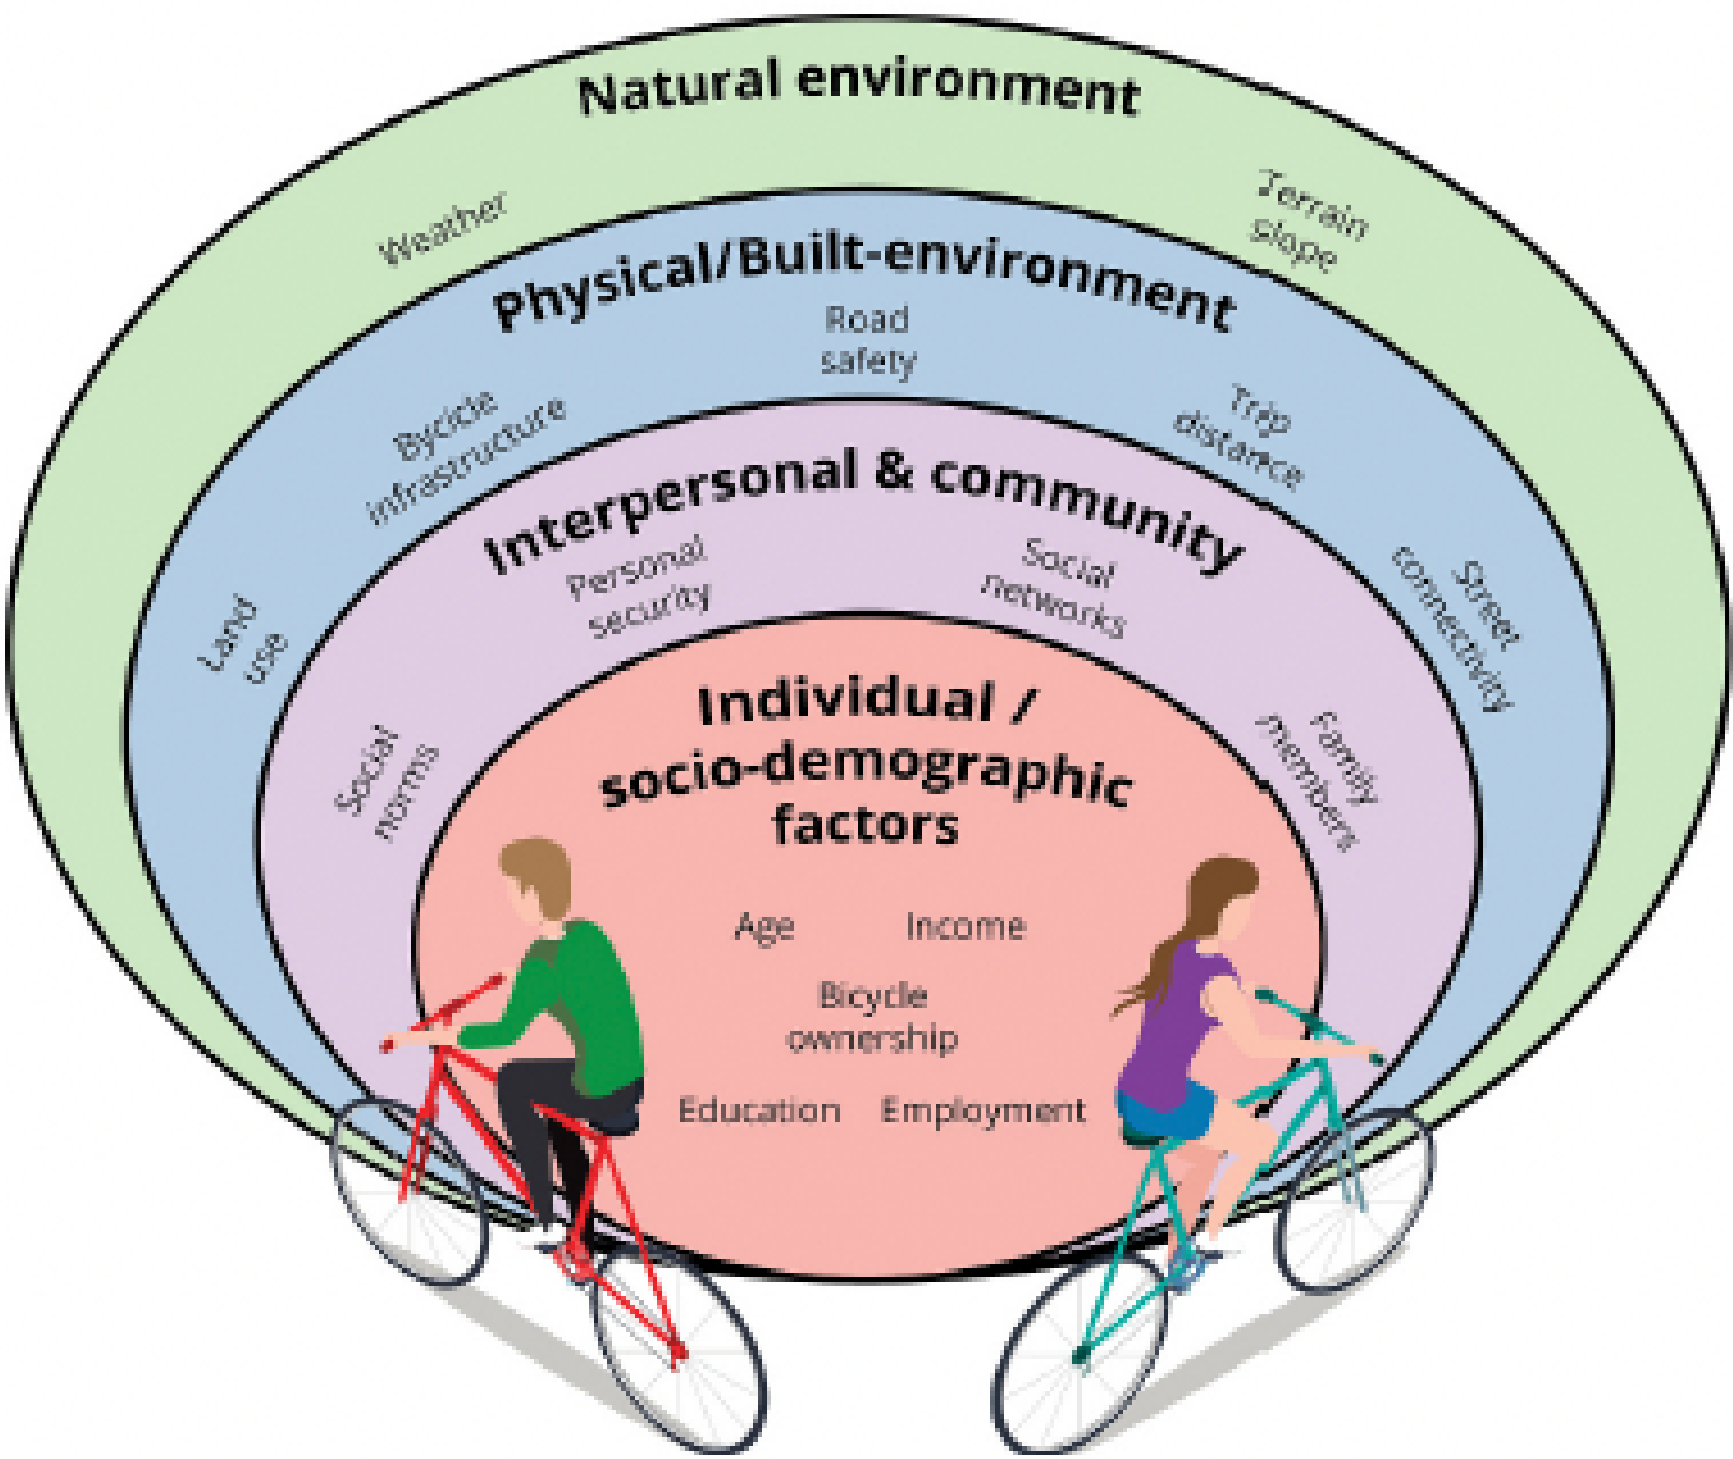 Natural environment
Weather
Terrain
slope
Physical/Built-environment
Road
safety
Bycicle
infrastructure
Trip
distance
Land
use
Street
connectivity
Interpersonal & community
Personal
security
Social
networks
Social
norms
Family
members
Individual /
socio-demographic
factors
Age Income
Bicycle
ownership
Education Employment